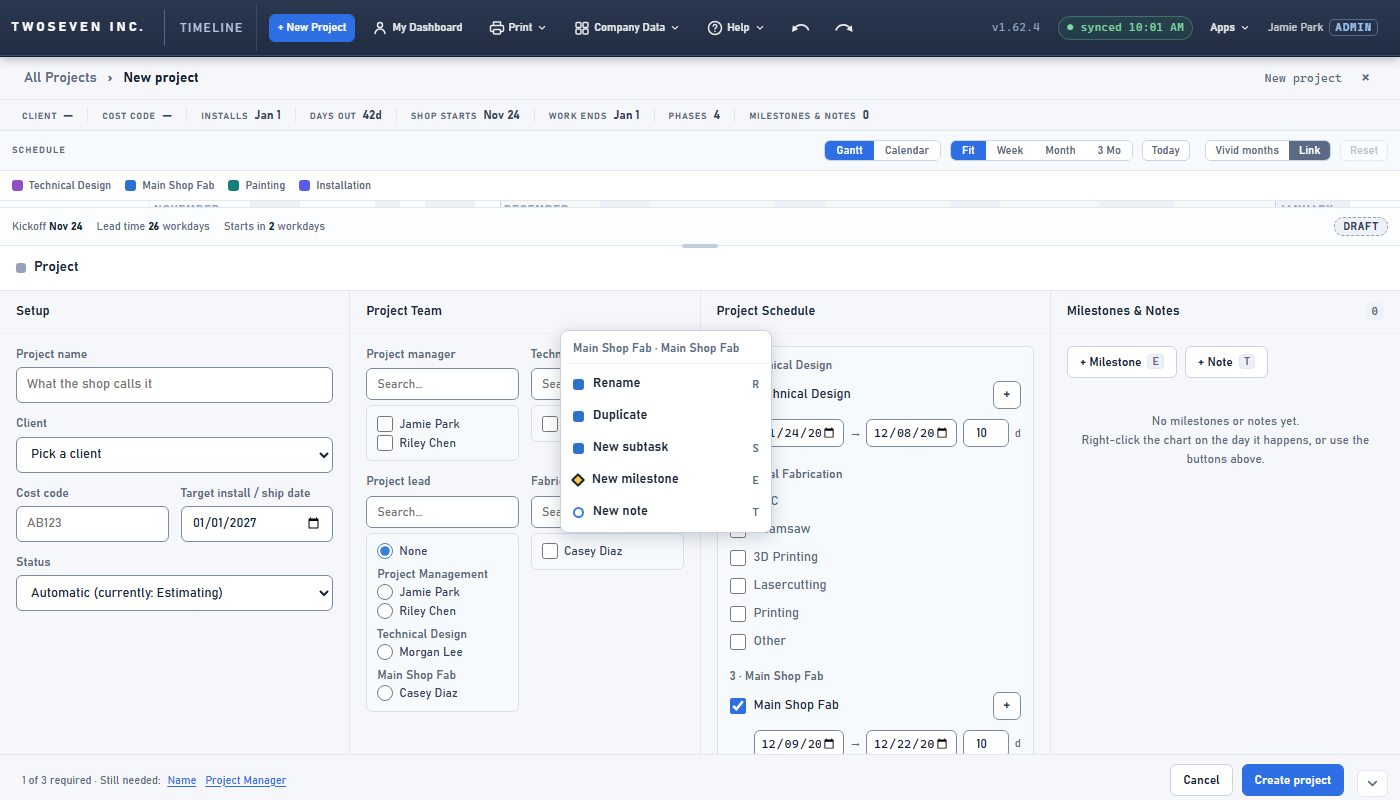 TWOSEVEN INC.
TIMELINE
+ New Project
My Dashboard
Print
Company Data
Help
v1.62.4
synced 10:01 AM
Apps
Jamie Park
ADMIN
All Projects › New project
New project ×
CLIENT —
COST CODE —
INSTALLS Jan 1
DAYS OUT 42d
SHOP STARTS Nov 24
WORK ENDS Jan 1
PHASES 4
MILESTONES & NOTES 0
SCHEDULE
Gantt
Calendar
Fit
Week
Month
3 Mo
Today
Vivid months
Link
Reset
Technical Design
Main Shop Fab
Painting
Installation
Kickoff Nov 24
Lead time 26 workdays
Starts in 2 workdays
DRAFT
Project
Setup
Project name
What the shop calls it
Client
Pick a client
Cost code
AB123
Target install / ship date
01/01/2027
Status
Automatic (currently: Estimating)
Project Team
Project manager
Search...
Jamie Park
Riley Chen
Project lead
Search...
None
Project Management
Jamie Park
Riley Chen
Technical Design
Morgan Lee
Main Shop Fab
Casey Diaz
Casey Diaz
Main Shop Fab · Main Shop Fab
Rename R
Duplicate
New subtask S
New milestone E
New note T
Project Schedule
Design
Design
+
/24/20 → 12/08/20 10 d
Fabrication
3D Printing
Lasercutting
Printing
Other
3 · Main Shop Fab
Main Shop Fab
+
12/09/20 → 12/22/20 10 d
Milestones & Notes
0
+ Milestone E
+ Note T
No milestones or notes yet.
Right-click the chart on the day it happens, or use the
buttons above.
1 of 3 required · Still needed: Name Project Manager
Cancel
Create project